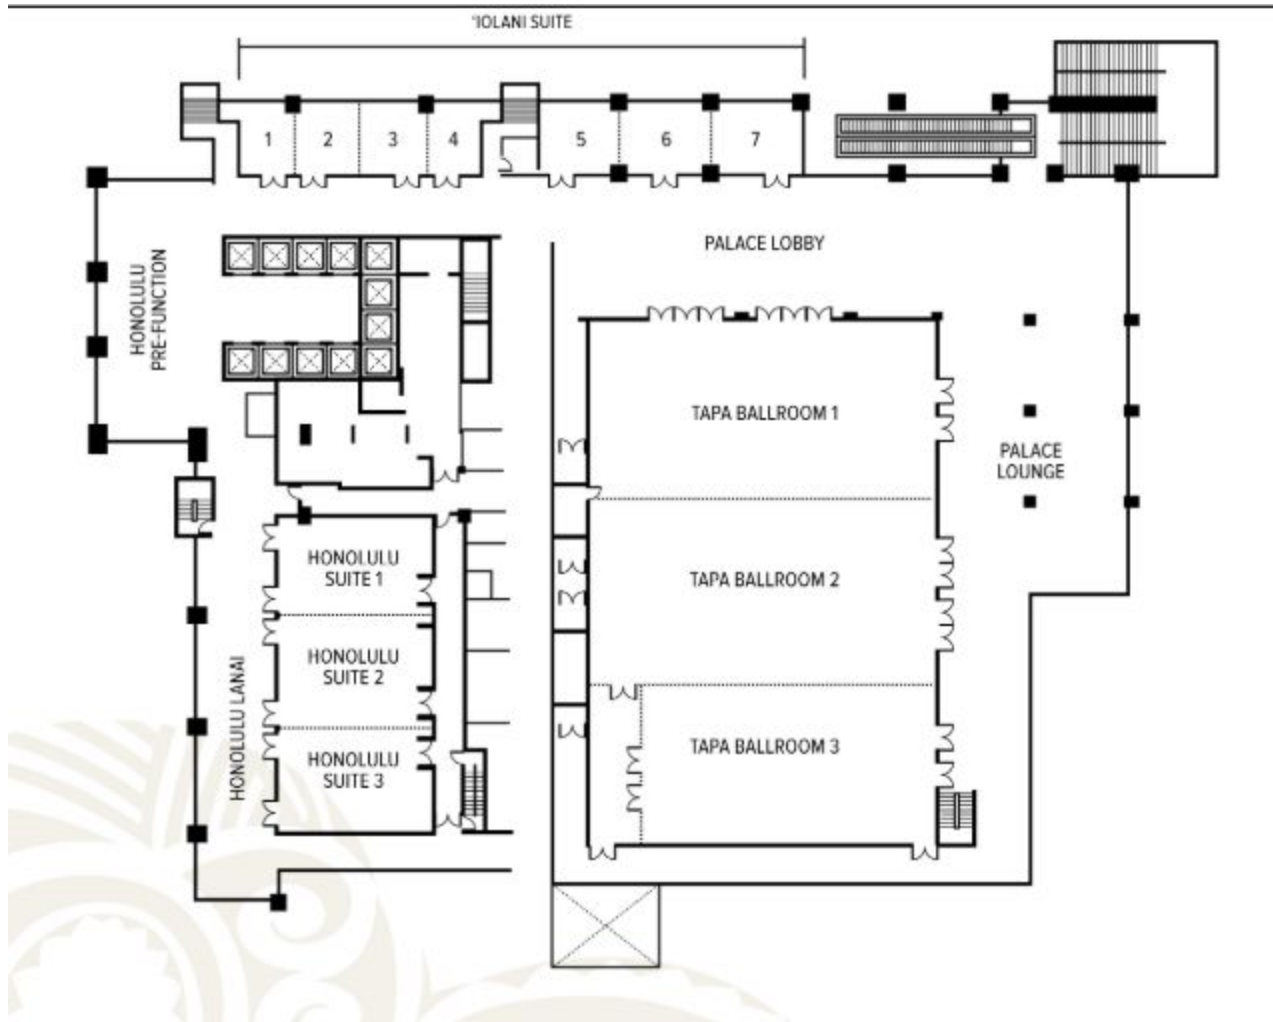 'IOLANI SUITE
1
2
3
4
5
6
7
PALACE LOBBY
HONOLULU
PRE-FUNCTION
TAPA BALLROOM 1
PALACE
LOUNGE
HONOLULU
SUITE 1
TAPA BALLROOM 2
HONOLULU
SUITE 2
HONOLULU LANAI
TAPA BALLROOM 3
HONOLULU
SUITE 3